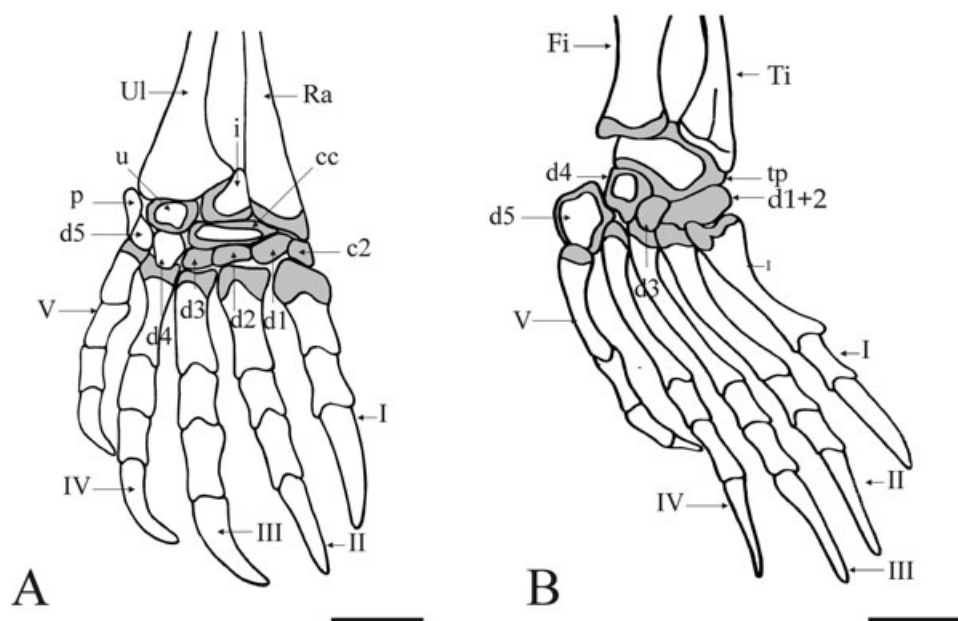 Ul
Ra
i
cc
u
p
d5
c2
d3
d4
d2
d1
V
I
IV
III
II
A
Fi
Ti
d4
tp
d5
d1+2
d3
I
V
I
II
IV
III
B